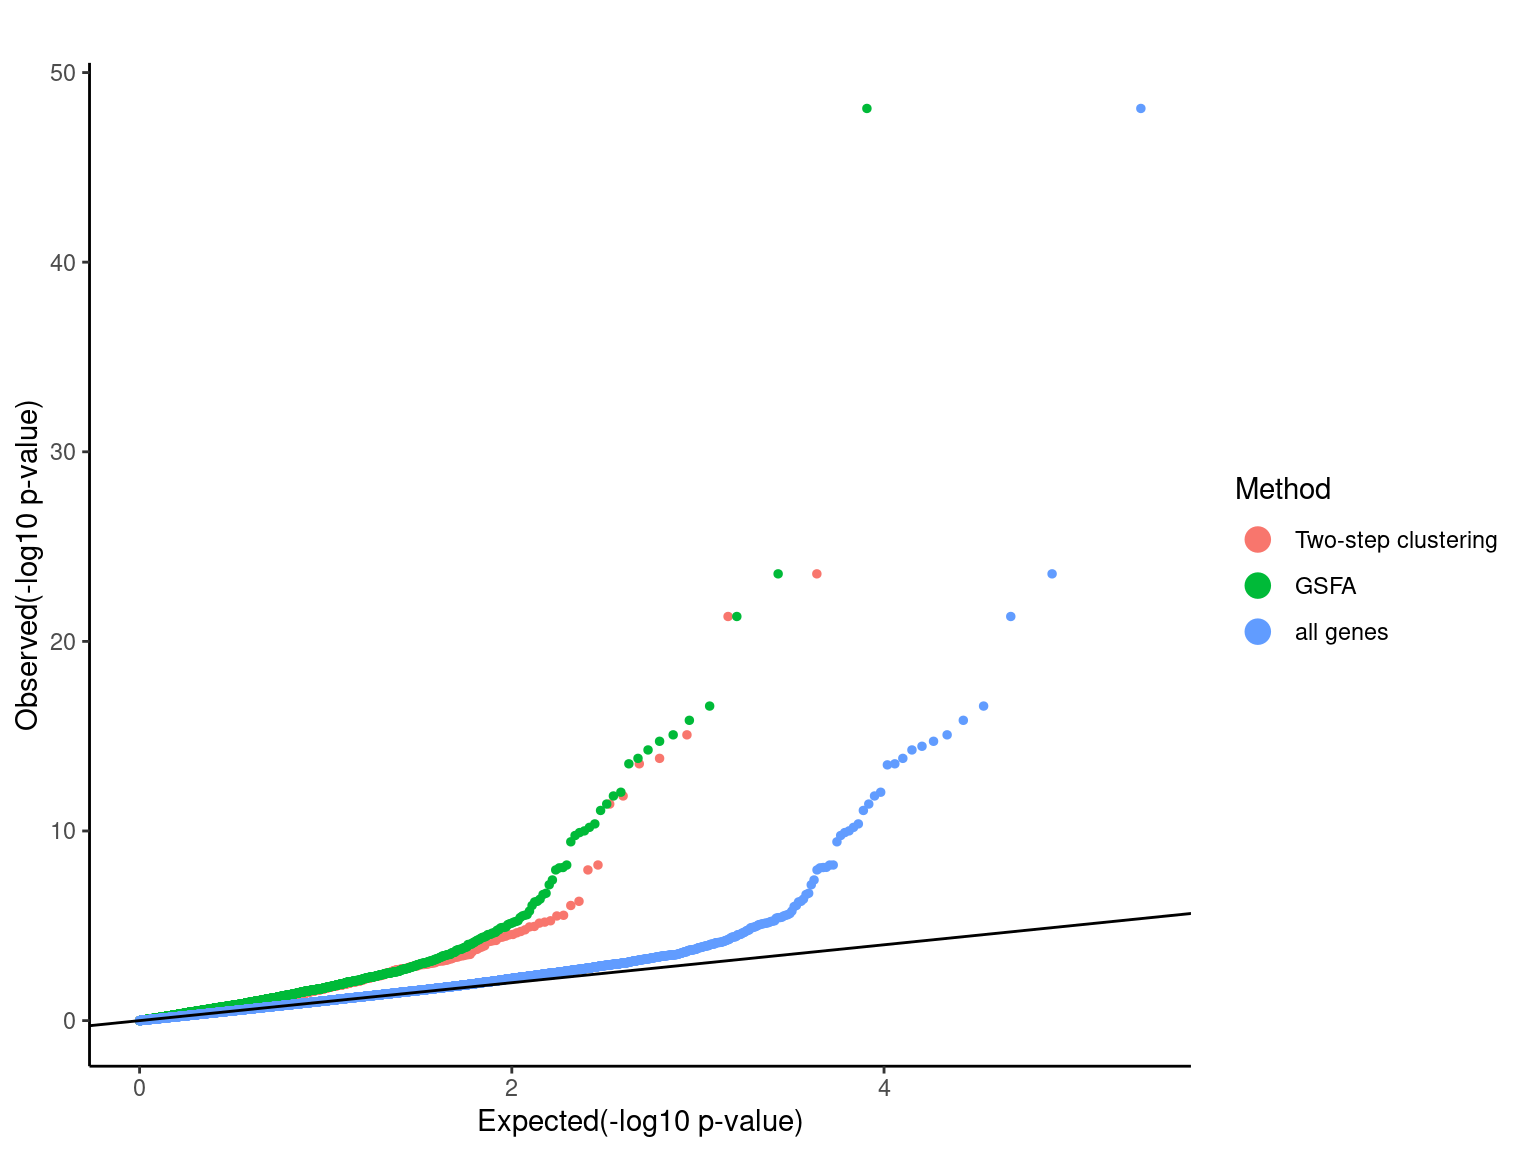 50
40
30
20
10
0
Observed(-log10 p-value)
0
2
4
Expected(-log10 p-value)
Method
Two-step clustering
GSFA
all genes